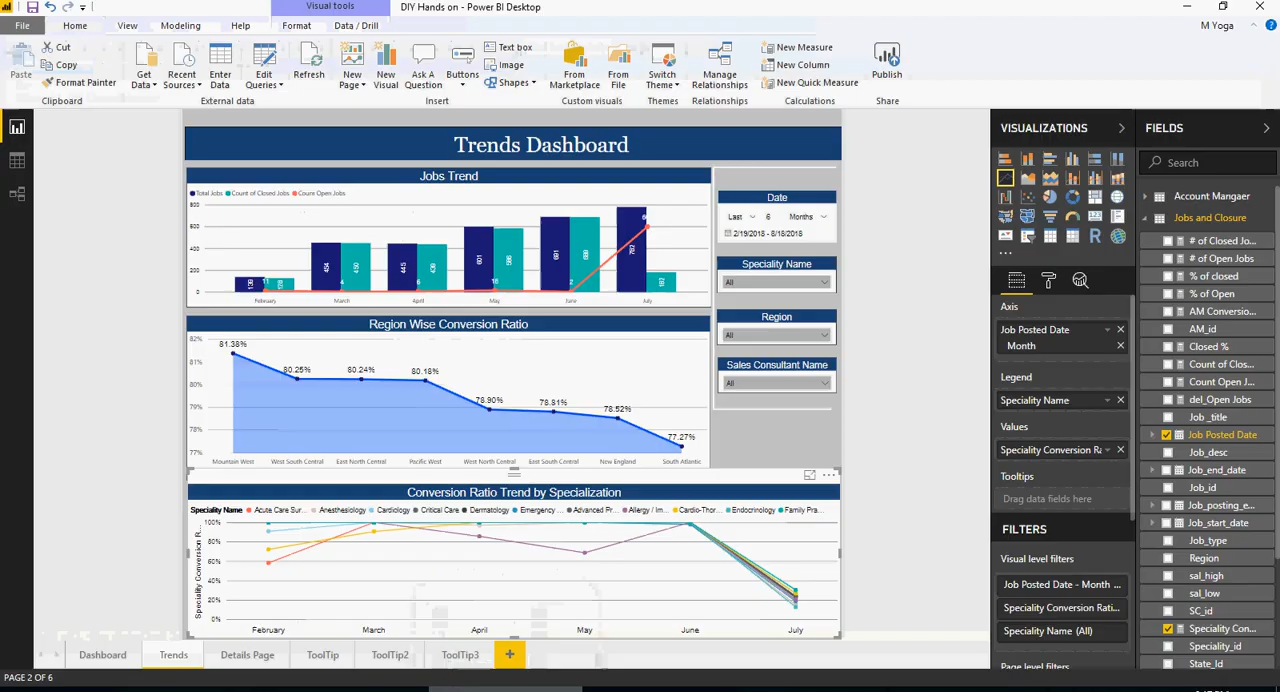 Visual tools
DIY Hands on - Power BI Desktop
File
Home
View
Modeling
Help
Format
Data / Drill
M Yoga
Paste
Cut
Copy
Format Painter
Clipboard
Get Data
Recent Sources
Enter Data
Edit Queries
External data
Refresh
New Page
New Visual
Ask A Question
Buttons
Text box
Image
Shapes
Insert
From Marketplace
From File
Custom visuals
Switch Theme
Themes
Manage Relationships
Relationships
New Measure
New Column
New Quick Measure
Calculations
Publish
Share
Trends Dashboard
Jobs Trend
Total Jobs Count of Closed Jobs Count Open Jobs
800
600
400
200
0
February March April May June July
Date
Last 6 Months
2/19/2018 - 8/18/2018
Speciality Name
All
Region
All
Sales Consultant Name
All
Region Wise Conversion Ratio
82%
81%
80%
79%
78%
77%
81.38% 80.25% 80.24% 80.18% 78.90% 78.81% 78.52% 77.27%
Mountain West West South Central East North Central Pacific West West North Central East South Central New England South Atlantic
Conversion Ratio Trend by Specialization
Speciality Name Acute Care Sur... Anesthesiology Cardiology Critical Care Dermatology Emergency ... Advanced Pr... Allergy / Im... Cardio-Thor... Endocrinology Family Pra...
Speciality Conversion R...
100%
80%
60%
40%
20%
0%
February March April May June July
VISUALIZATIONS
Axis
Job Posted Date
Month
Legend
Speciality Name
Values
Speciality Conversion Ra
Tooltips
Drag data fields here
FILTERS
Visual level filters
Job Posted Date - Month ...
Speciality Conversion Rati...
Speciality Name (All)
Page level filters
FIELDS
Search
Account Mangaer
Jobs and Closure
# of Closed Jo...
# of Open Jobs
% of closed
% of Open
AM Conversio...
AM_id
Closed %
Count of Clos...
Count Open J...
del_Open Jobs
Job _title
Job Posted Date
Job_desc
Job_end_date
Job_id
Job_posting_e...
Job_start_date
Job_type
Region
sal_high
sal_low
SC_id
Speciality Con...
Speciality_id
State_Id
Dashboard
Trends
Details Page
ToolTip
ToolTip2
ToolTip3
PAGE 2 OF 6